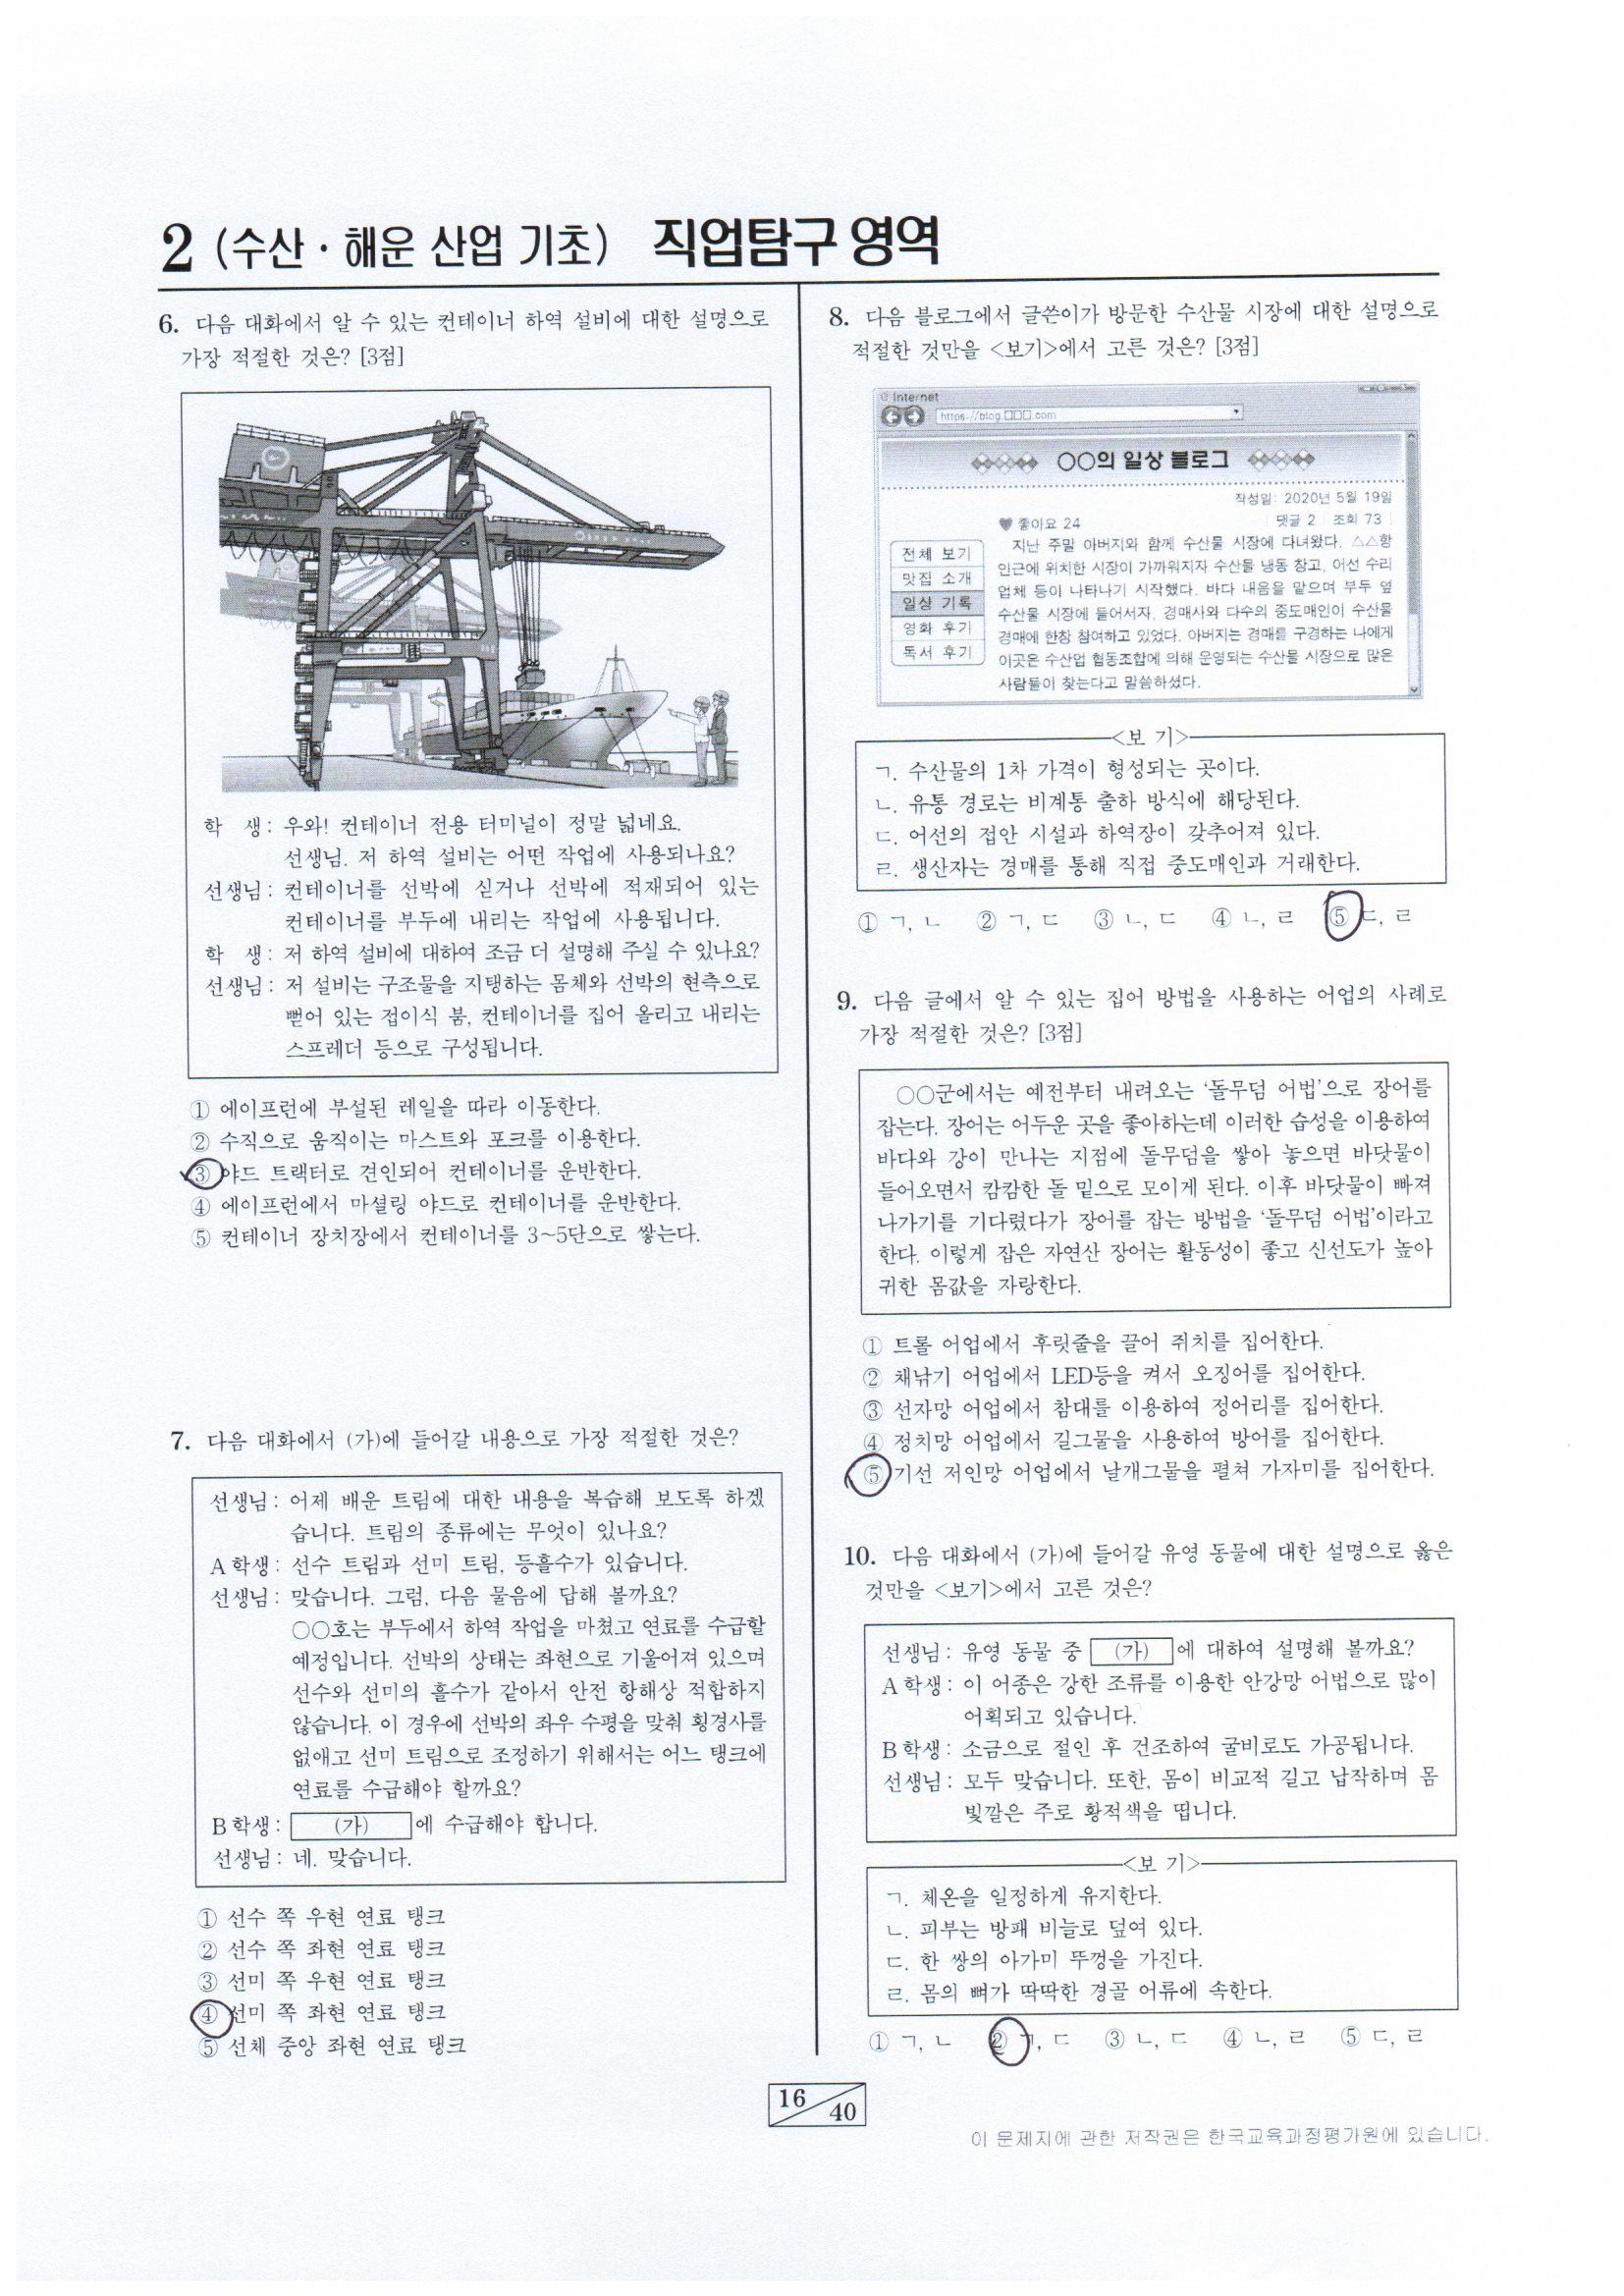 2 (수산 · 해운 산업 기초) 직업탐구 영역
6. 다음 대화에서 알 수 있는 컨테이너 하역 설비에 대한 설명으로
가장 적절한 것은? [3점]
학 생 : 우와! 컨테이너 전용 터미널이 정말 넓네요.
선생님. 저 하역 설비는 어떤 작업에 사용되나요?
선생님 : 컨테이너를 선박에 싣거나 선박에 적재되어 있는
컨테이너를 부두에 내리는 작업에 사용됩니다.
학 생 : 저 하역 설비에 대하여 조금 더 설명해 주실 수 있나요?
선생님 : 저 설비는 구조물을 지탱하는 몸체와 선박의 현측으로
뻗어 있는 접이식 붐, 컨테이너를 집어 올리고 내리는
스프레더 등으로 구성됩니다.
① 에이프런에 부설된 레일을 따라 이동한다.
② 수직으로 움직이는 마스트와 포크를 이용한다.
③ 야드 트랙터로 견인되어 컨테이너를 운반한다.
④ 에이프런에서 마셜링 야드로 컨테이너를 운반한다.
⑤ 컨테이너 장치장에서 컨테이너를 3~5단으로 쌓는다.
7. 다음 대화에서 (가)에 들어갈 내용으로 가장 적절한 것은?
선생님 : 어제 배운 트림에 대한 내용을 복습해 보도록 하겠
습니다. 트림의 종류에는 무엇이 있나요?
A 학생 : 선수 트림과 선미 트림, 등흘수가 있습니다.
선생님 : 맞습니다. 그럼, 다음 물음에 답해 볼까요?
○○호는 부두에서 하역 작업을 마쳤고 연료를 수급할
예정입니다. 선박의 상태는 좌현으로 기울어져 있으며
선수와 선미의 흘수가 같아서 안전 항해상 적합하지
않습니다. 이 경우에 선박의 좌우 수평을 맞춰 횡경사를
없애고 선미 트림으로 조정하기 위해서는 어느 탱크에
연료를 수급해야 할까요?
B 학생 : (가) 에 수급해야 합니다.
선생님 : 네. 맞습니다.
① 선수 쪽 우현 연료 탱크
② 선수 쪽 좌현 연료 탱크
③ 선미 쪽 우현 연료 탱크
④ 선미 쪽 좌현 연료 탱크
⑤ 선체 중앙 좌현 연료 탱크
8. 다음 블로그에서 글쓴이가 방문한 수산물 시장에 대한 설명으로
적절한 것만을 <보기>에서 고른 것은? [3점]
Internet
https://blog.□□□.com
○○의 일상 블로그
작성일: 2020년 5월 19일
♥ 좋아요 24 댓글 2 | 조회 73
전체 보기
맛집 소개
일상 기록
영화 후기
독서 후기
지난 주말 아버지와 함께 수산물 시장에 다녀왔다. △△항
인근에 위치한 시장이 가까워지자 수산물 냉동 창고, 어선 수리
업체 등이 나타나기 시작했다. 바다 내음을 맡으며 부두 옆
수산물 시장에 들어서자, 경매사와 다수의 중도매인이 수산물
경매에 한창 참여하고 있었다. 아버지는 경매를 구경하는 나에게
이곳은 수산업 협동조합에 의해 운영되는 수산물 시장으로 많은
사람들이 찾는다고 말씀하셨다.
<보 기>
ㄱ. 수산물의 1차 가격이 형성되는 곳이다.
ㄴ. 유통 경로는 비계통 출하 방식에 해당된다.
ㄷ. 어선의 접안 시설과 하역장이 갖추어져 있다.
ㄹ. 생산자는 경매를 통해 직접 중도매인과 거래한다.
① ㄱ, ㄴ ② ㄱ, ㄷ ③ ㄴ, ㄷ ④ ㄴ, ㄹ ⑤ ㄷ, ㄹ
9. 다음 글에서 알 수 있는 집어 방법을 사용하는 어업의 사례로
가장 적절한 것은? [3점]
○○군에서는 예전부터 내려오는 ‘돌무덤 어법’으로 장어를
잡는다. 장어는 어두운 곳을 좋아하는데 이러한 습성을 이용하여
바다와 강이 만나는 지점에 돌무덤을 쌓아 놓으면 바닷물이
들어오면서 캄캄한 돌 밑으로 모이게 된다. 이후 바닷물이 빠져
나가기를 기다렸다가 장어를 잡는 방법을 ‘돌무덤 어법’이라고
한다. 이렇게 잡은 자연산 장어는 활동성이 좋고 신선도가 높아
귀한 몸값을 자랑한다.
① 트롤 어업에서 후릿줄을 끌어 쥐치를 집어한다.
② 채낚기 어업에서 LED등을 켜서 오징어를 집어한다.
③ 선자망 어업에서 참대를 이용하여 정어리를 집어한다.
④ 정치망 어업에서 길그물을 사용하여 방어를 집어한다.
⑤ 기선 저인망 어업에서 날개그물을 펼쳐 가자미를 집어한다.
10. 다음 대화에서 (가)에 들어갈 유영 동물에 대한 설명으로 옳은
것만을 <보기>에서 고른 것은?
선생님 : 유영 동물 중 (가) 에 대하여 설명해 볼까요?
A 학생 : 이 어종은 강한 조류를 이용한 안강망 어법으로 많이
어획되고 있습니다.
B 학생 : 소금으로 절인 후 건조하여 굴비로도 가공됩니다.
선생님 : 모두 맞습니다. 또한, 몸이 비교적 길고 납작하며 몸
빛깔은 주로 황적색을 띱니다.
<보 기>
ㄱ. 체온을 일정하게 유지한다.
ㄴ. 피부는 방패 비늘로 덮여 있다.
ㄷ. 한 쌍의 아가미 뚜껑을 가진다.
ㄹ. 몸의 뼈가 딱딱한 경골 어류에 속한다.
① ㄱ, ㄴ ② ㄱ, ㄷ ③ ㄴ, ㄷ ④ ㄴ, ㄹ ⑤ ㄷ, ㄹ
16 40
이 문제지에 관한 저작권은 한국교육과정평가원에 있습니다.